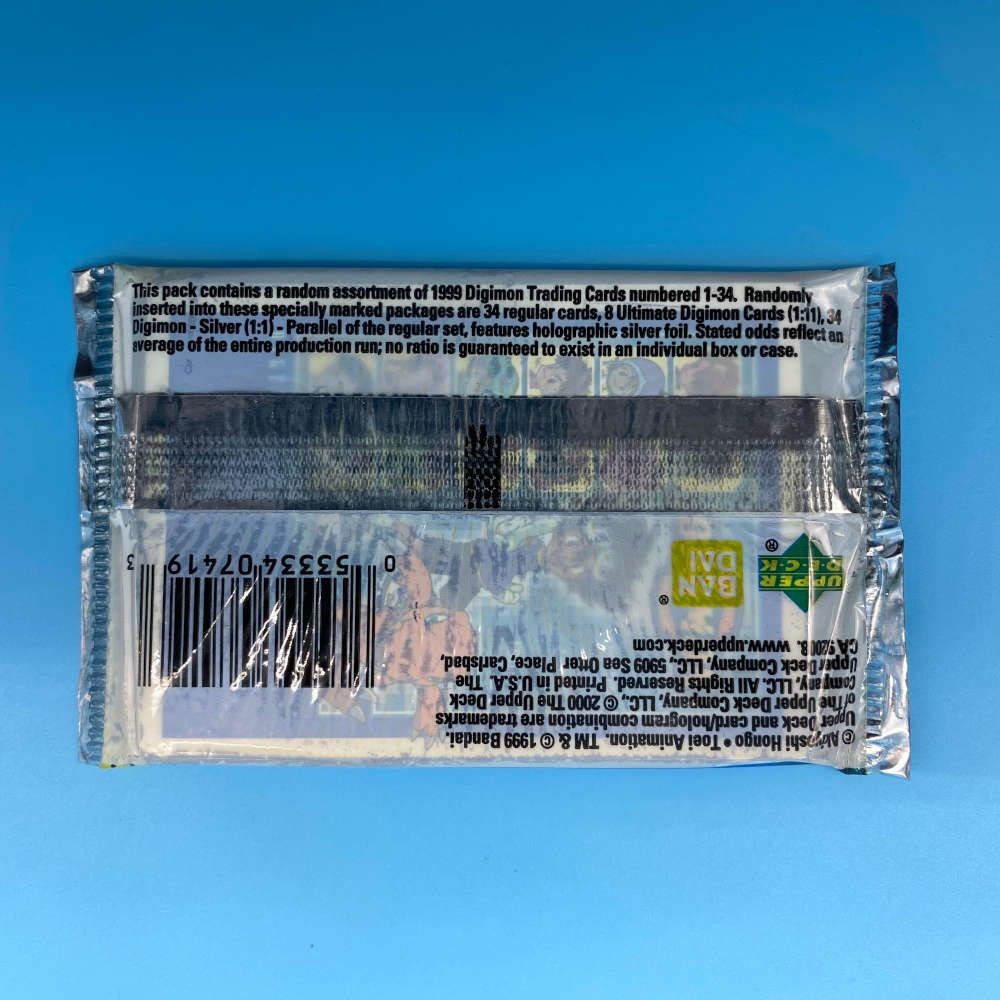 This pack contains a random assortment of 1999 Digimon Trading Cards numbered 1-34. Randomly
inserted into these specially marked packages are 34 regular cards, 8 Ultimate Digimon Cards (1:11), 34
Digimon - Silver (1:1) - Parallel of the regular set, features holographic silver foil. Stated odds reflect an
average of the entire production run; no ratio is guaranteed to exist in an individual box or case.
© Akiyoshi Hongo • Toei Animation. TM & © 1999 Bandai.
Upper Deck and card/hologram combination are trademarks
of The Upper Deck Company, LLC., © 2000 The Upper Deck
Company, LLC. All Rights Reserved. Printed in U.S.A. The
Upper Deck Company, LLC., 5909 Sea Otter Place, Carlsbad,
CA 92008. www.upperdeck.com
UPPER
D·E·C·K
®
BAN
DAI
®
0 53334 07419 3